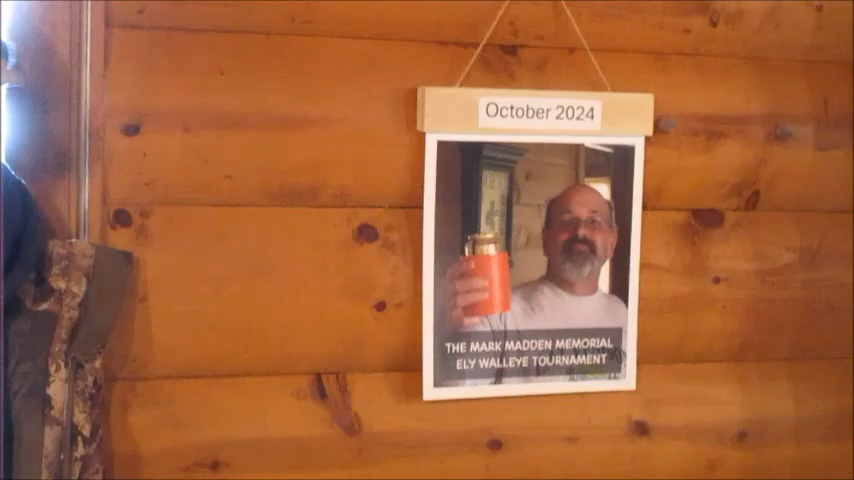 October 2024
THE MARK MADDEN MEMORIAL
ELY WALLEYE TOURNAMENT